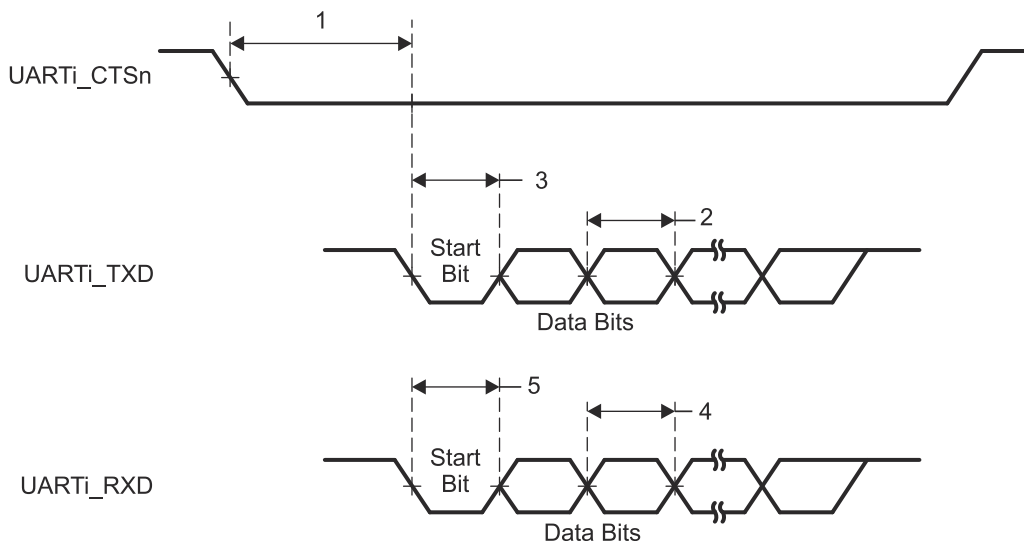 1
UARTi_CTSn
3
2
UARTi_TXD
Start
Bit
Data Bits
5
4
UARTi_RXD
Start
Bit
Data Bits